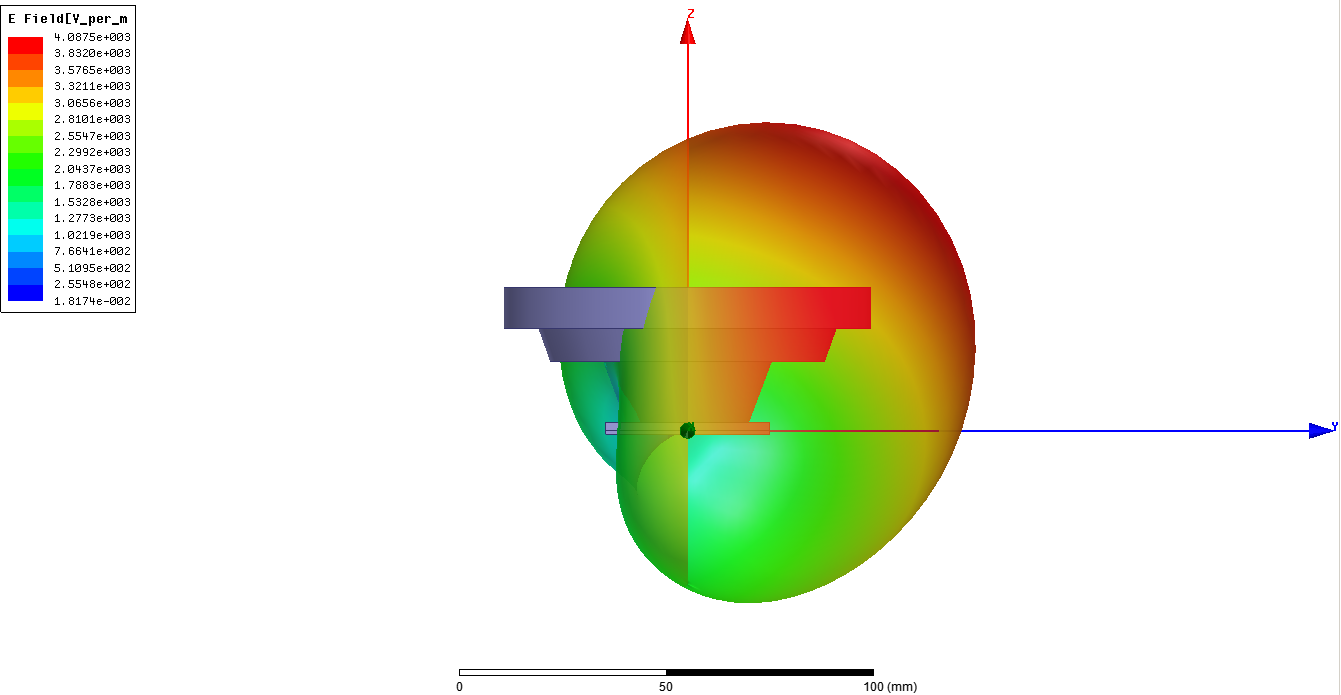 E Field[V_per_m
4.0875e+003
3.8320e+003
3.5765e+003
3.3211e+003
3.0656e+003
2.8101e+003
2.5547e+003
2.2992e+003
2.0437e+003
1.7883e+003
1.5328e+003
1.2773e+003
1.0219e+003
7.6641e+002
5.1095e+002
2.5548e+002
1.8174e-002
Z
Y
0 50 100 (mm)